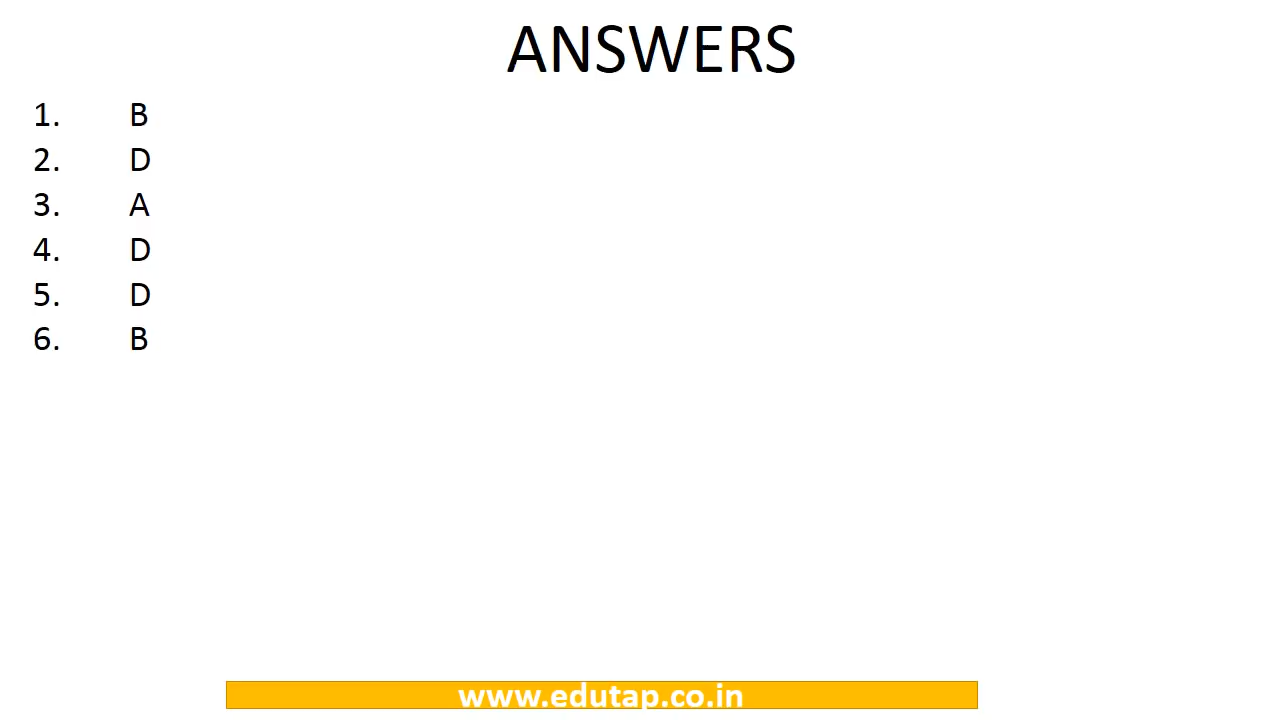 ANSWERS
1. B
2. D
3. A
4. D
5. D
6. B
www.edutap.co.in